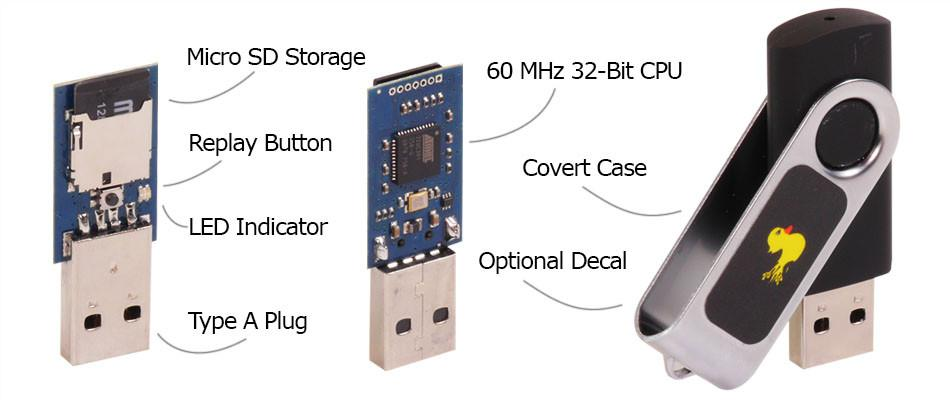 Micro SD Storage
60 MHz 32-Bit CPU
Replay Button
Covert Case
LED Indicator
Optional Decal
Type A Plug